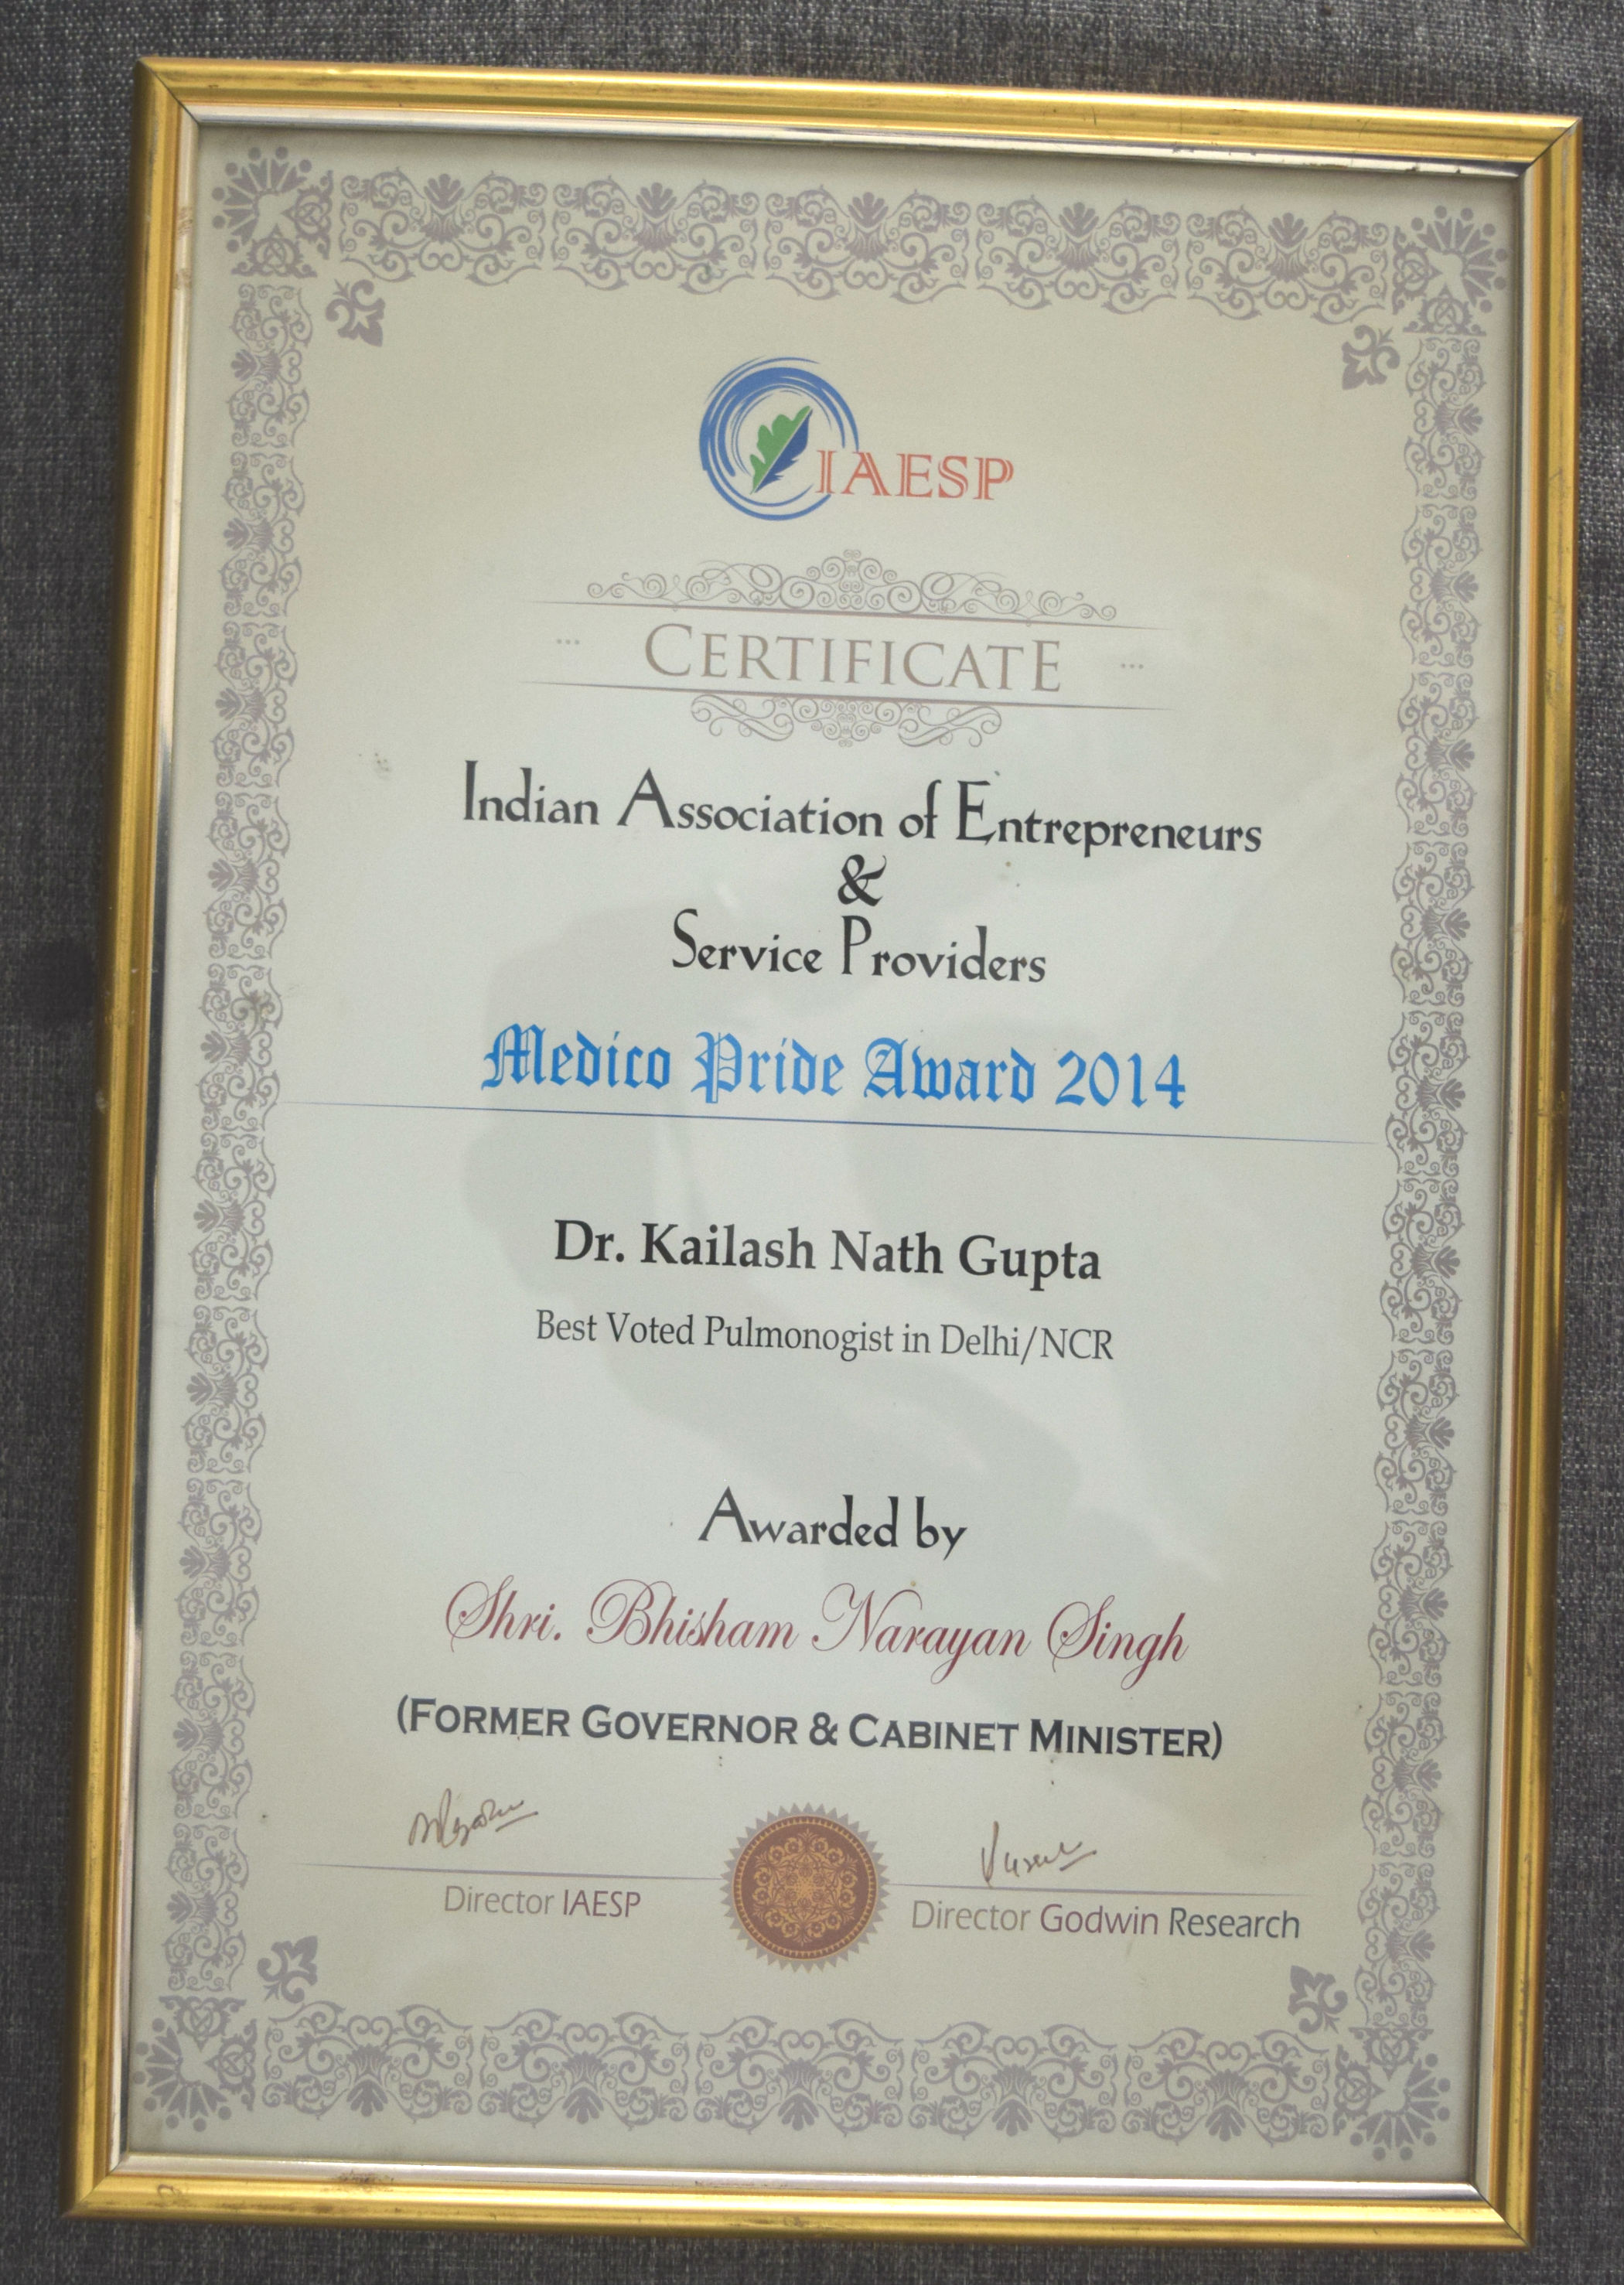 IAESP
CERTIFICATE
Indian Association of Entrepreneurs
&
Service Providers
Medico Pride Award 2014
Dr. Kailash Nath Gupta
Best Voted Pulmonogist in Delhi/NCR
Awarded by
Shri. Bhisham Narayan Singh
(FORMER GOVERNOR & CABINET MINISTER)
Director IAESP
Director Godwin Research